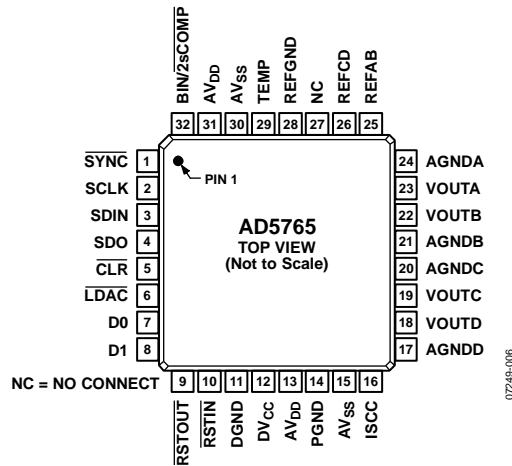 BIN/2sCOMP
AVDD
AVSS
TEMP
REFGND
NC
REFCD
REFAB
32 31 30 29 28 27 26 25
SYNC 1
SCLK 2
SDIN 3
SDO 4
CLR 5
LDAC 6
D0 7
D1 8
PIN 1
AD5765
TOP VIEW
(Not to Scale)
24 AGNDA
23 VOUTA
22 VOUTB
21 AGNDB
20 AGNDC
19 VOUTC
18 VOUTD
17 AGNDD
NC = NO CONNECT
9 10 11 12 13 14 15 16
RSTOUT
RSTIN
DGND
DVCC
AVDD
PGND
AVSS
ISCC
07249-006